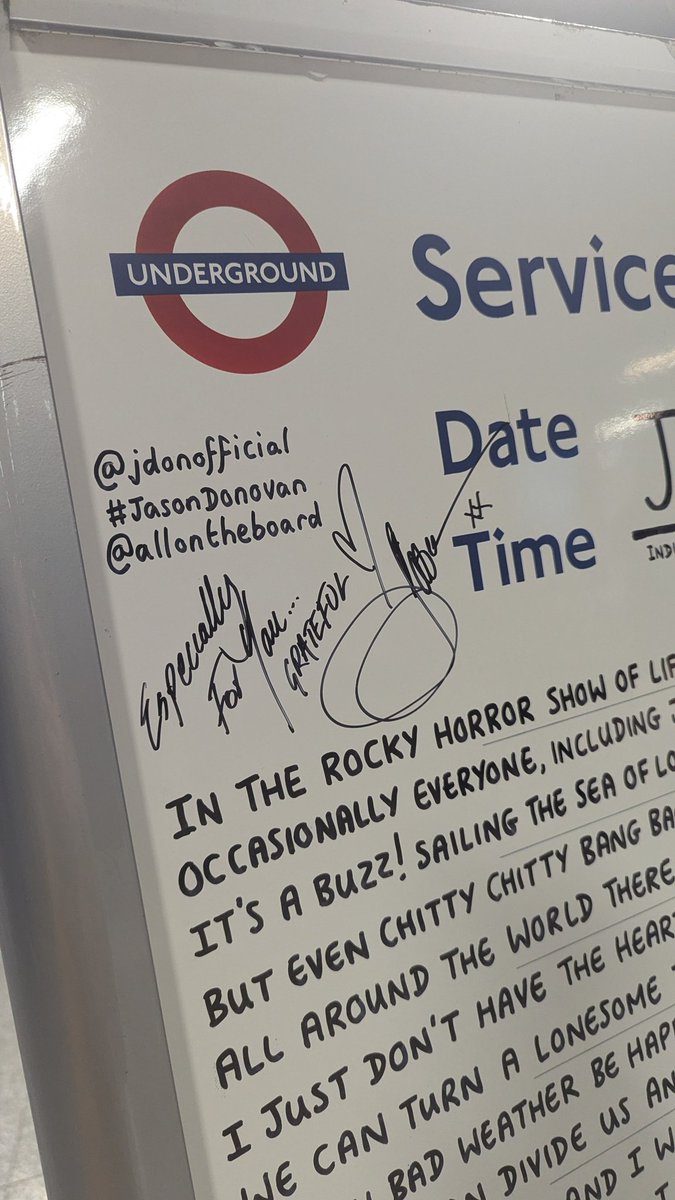 UNDERGROUND
Service
Date
J
Time
IND
@jdonofficial
#JasonDonovan
@allontheboard
Especially
For You...
GRATEFUL
#
IN THE ROCKY HORROR SHOW OF LIF
OCCASIONALLY EVERYONE, INCLUDING J
IT'S A BUZZ! SAILING THE SEA OF LO
BUT EVEN CHITTY CHITTY BANG BA
ALL AROUND THE WORLD THERE
I JUST DON'T HAVE THE HEART
WE CAN TURN A LONESOME
BAD WEATHER BE HAP
DIVIDE US AN
AND I W